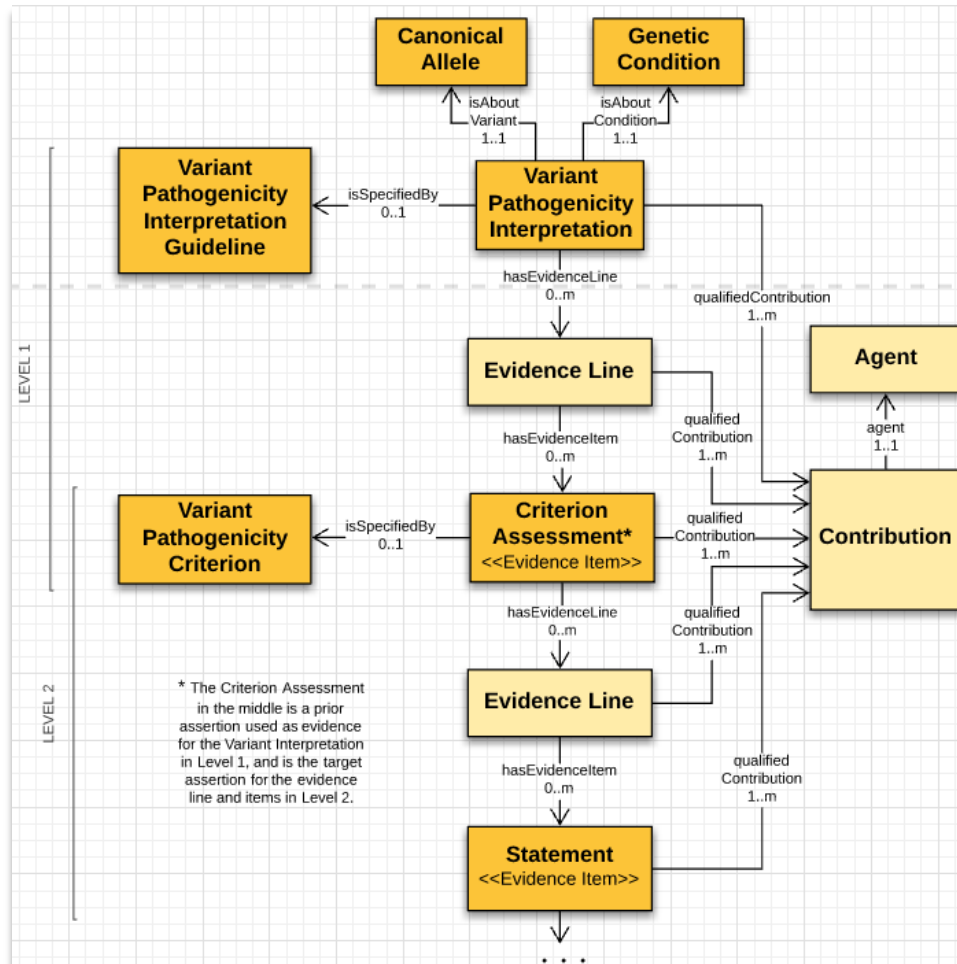 Canonical
Allele
Genetic
Condition
isAbout
Variant
1..1
isAbout
Condition
1..1
Variant
Pathogenicity
Interpretation
Guideline
isSpecifiedBy
0..1
Variant
Pathogenicity
Interpretation
hasEvidenceLine
0..m
qualifiedContribution
1..m
LEVEL 1
Evidence Line
Agent
hasEvidenceItem
0..m
qualified
Contribution
1..m
agent
1..1
Variant
Pathogenicity
Criterion
isSpecifiedBy
0..1
Criterion
Assessment*
<<Evidence Item>>
qualified
Contribution
1..m
Contribution
hasEvidenceLine
0..m
qualified
Contribution
1..m
LEVEL 2
* The Criterion Assessment
in the middle is a prior
assertion used as evidence
for the Variant Interpretation
in Level 1, and is the target
assertion for the evidence
line and items in Level 2.
Evidence Line
hasEvidenceItem
0..m
qualified
Contribution
1..m
Statement
<<Evidence Item>>
. . .